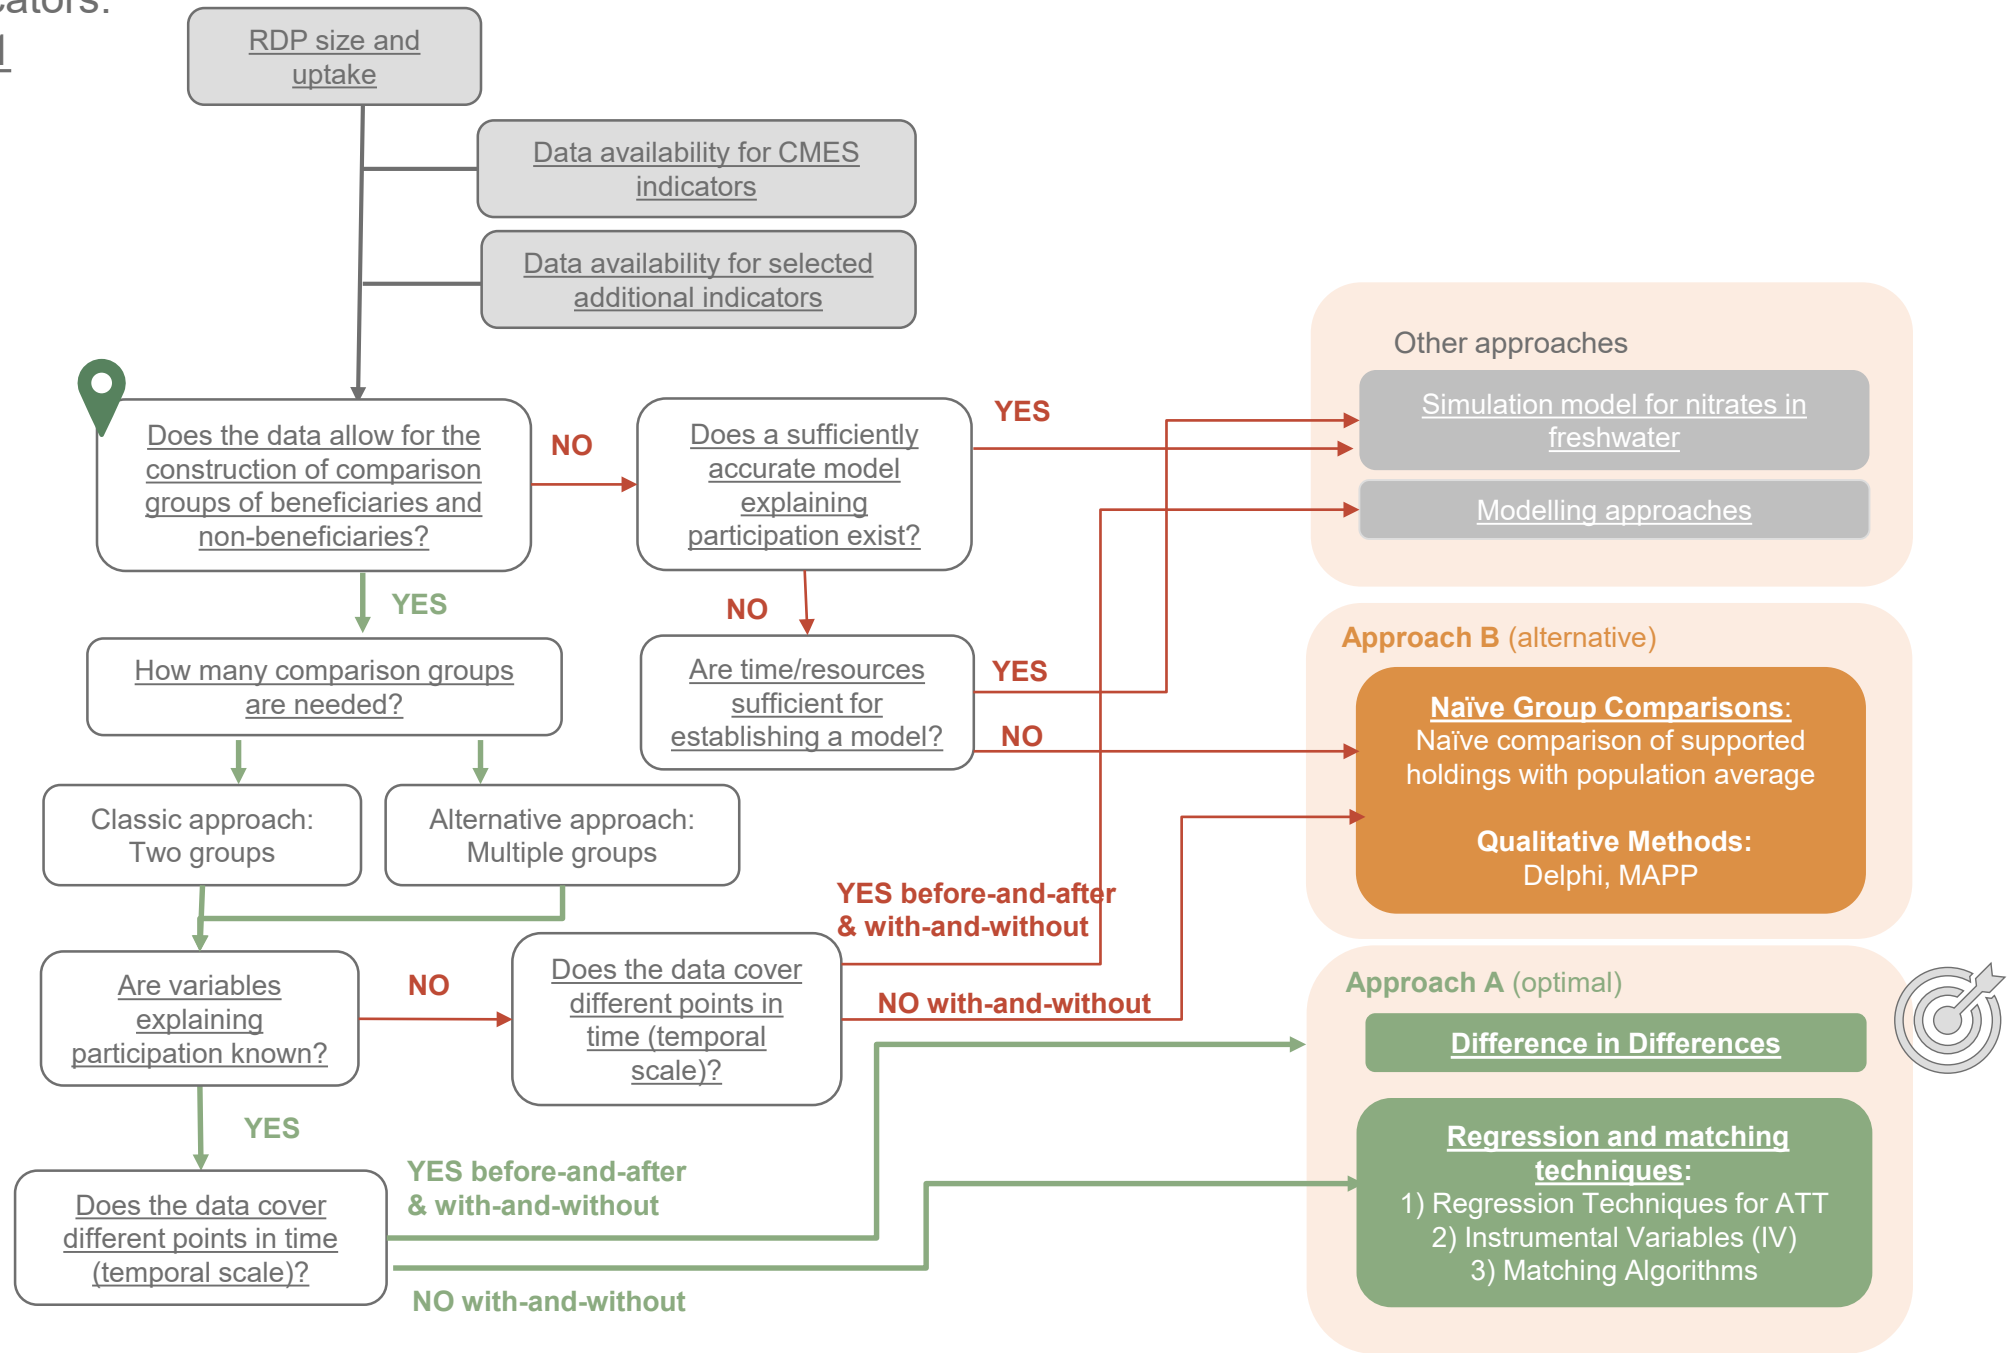 RDP size and
uptake
Data availability for CMES
indicators
Data availability for selected
additional indicators
Does the data allow for the
construction of comparison
groups of beneficiaries and
non-beneficiaries?
NO
Does a sufficiently
accurate model
explaining
participation exist?
YES
Other approaches
Simulation model for nitrates in
freshwater
Modelling approaches
YES
NO
How many comparison groups
are needed?
Are time/resources
sufficient for
establishing a model?
YES
NO
Approach B (alternative)
Naïve Group Comparisons:
Naïve comparison of supported
holdings with population average
Qualitative Methods:
Delphi, MAPP
Classic approach:
Two groups
Alternative approach:
Multiple groups
YES before-and-after
& with-and-without
Are variables
explaining
participation known?
NO
Does the data cover
different points in
time (temporal
scale)?
NO with-and-without
Approach A (optimal)
Difference in Differences
Regression and matching
techniques:
1) Regression Techniques for ATT
2) Instrumental Variables (IV)
3) Matching Algorithms
YES
Does the data cover
different points in time
(temporal scale)?
YES before-and-after
& with-and-without
NO with-and-without